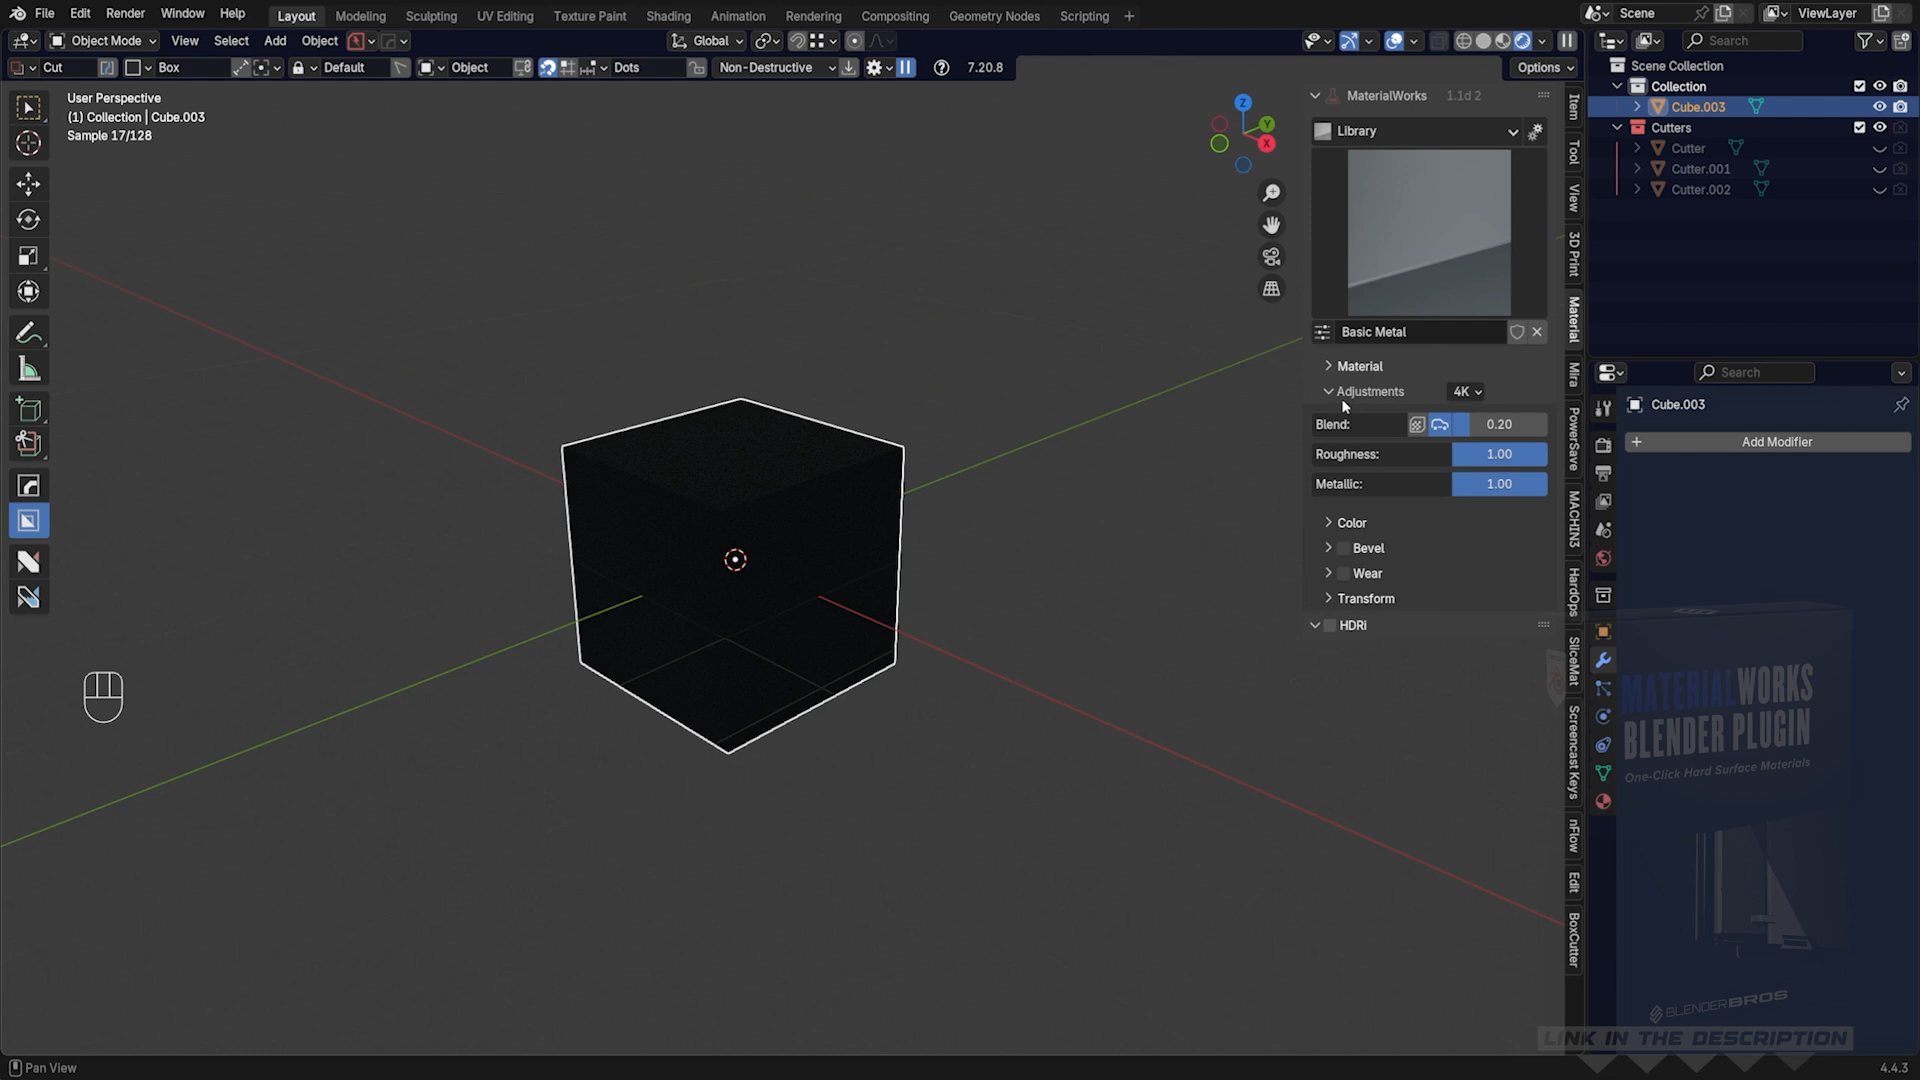 File Edit Render Window Help
Layout Modeling Sculpting UV Editing Texture Paint Shading Animation Rendering Compositing Geometry Nodes Scripting +
Scene
ViewLayer
Object Mode View Select Add Object
Global
Search
Cut Box Default Object Dots Non-Destructive 7.20.8
Options
User Perspective
(1) Collection | Cube.003
Sample 17/128
Z
Y
X
MaterialWorks 1.1d 2
Library
Basic Metal
Material
Adjustments 4K
Blend: 0.20
Roughness: 1.00
Metallic: 1.00
Color
Bevel
Wear
Transform
HDRi
Item
Tool
View
3D Print
Material
Mira
PowerSave
MACHIN3
HardOps
SliceMat
Screencast Keys
nFlow
Edit
BoxCutter
Scene Collection
Collection
Cube.003
Cutters
Cutter
Cutter.001
Cutter.002
Search
Cube.003
+ Add Modifier
MATERIALWORKS
BLENDER PLUGIN
One-Click Hard Surface Materials
BLENDERBROS
LINK IN THE DESCRIPTION
Pan View
4.4.3